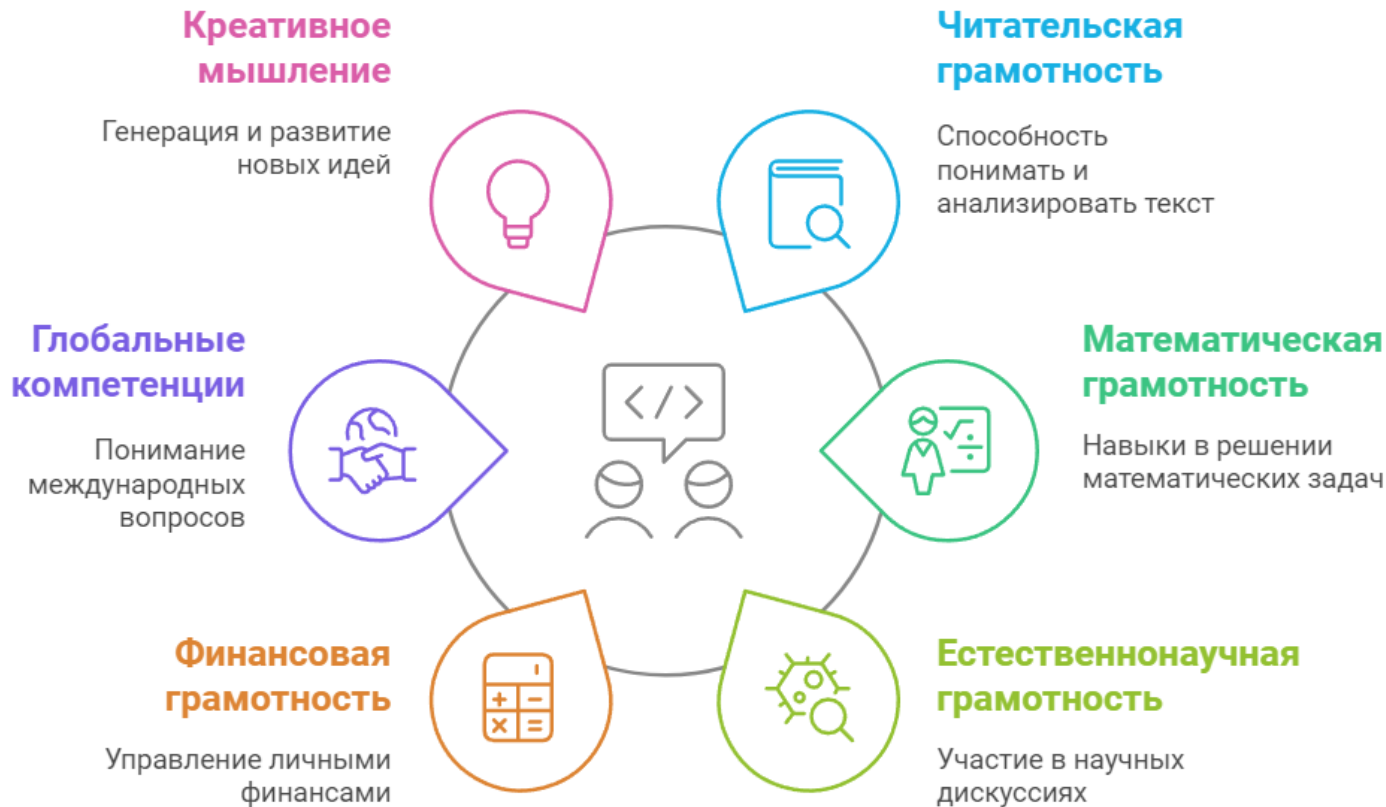 Креативное
мышление
Генерация и развитие
новых идей
Читательская
грамотность
Способность
понимать и
анализировать текст
Глобальные
компетенции
Понимание
международных
вопросов
Математическая
грамотность
Навыки в решении
математических задач
Финансовая
грамотность
Управление личными
финансами
Естественнонаучная
грамотность
Участие в научных
дискуссиях